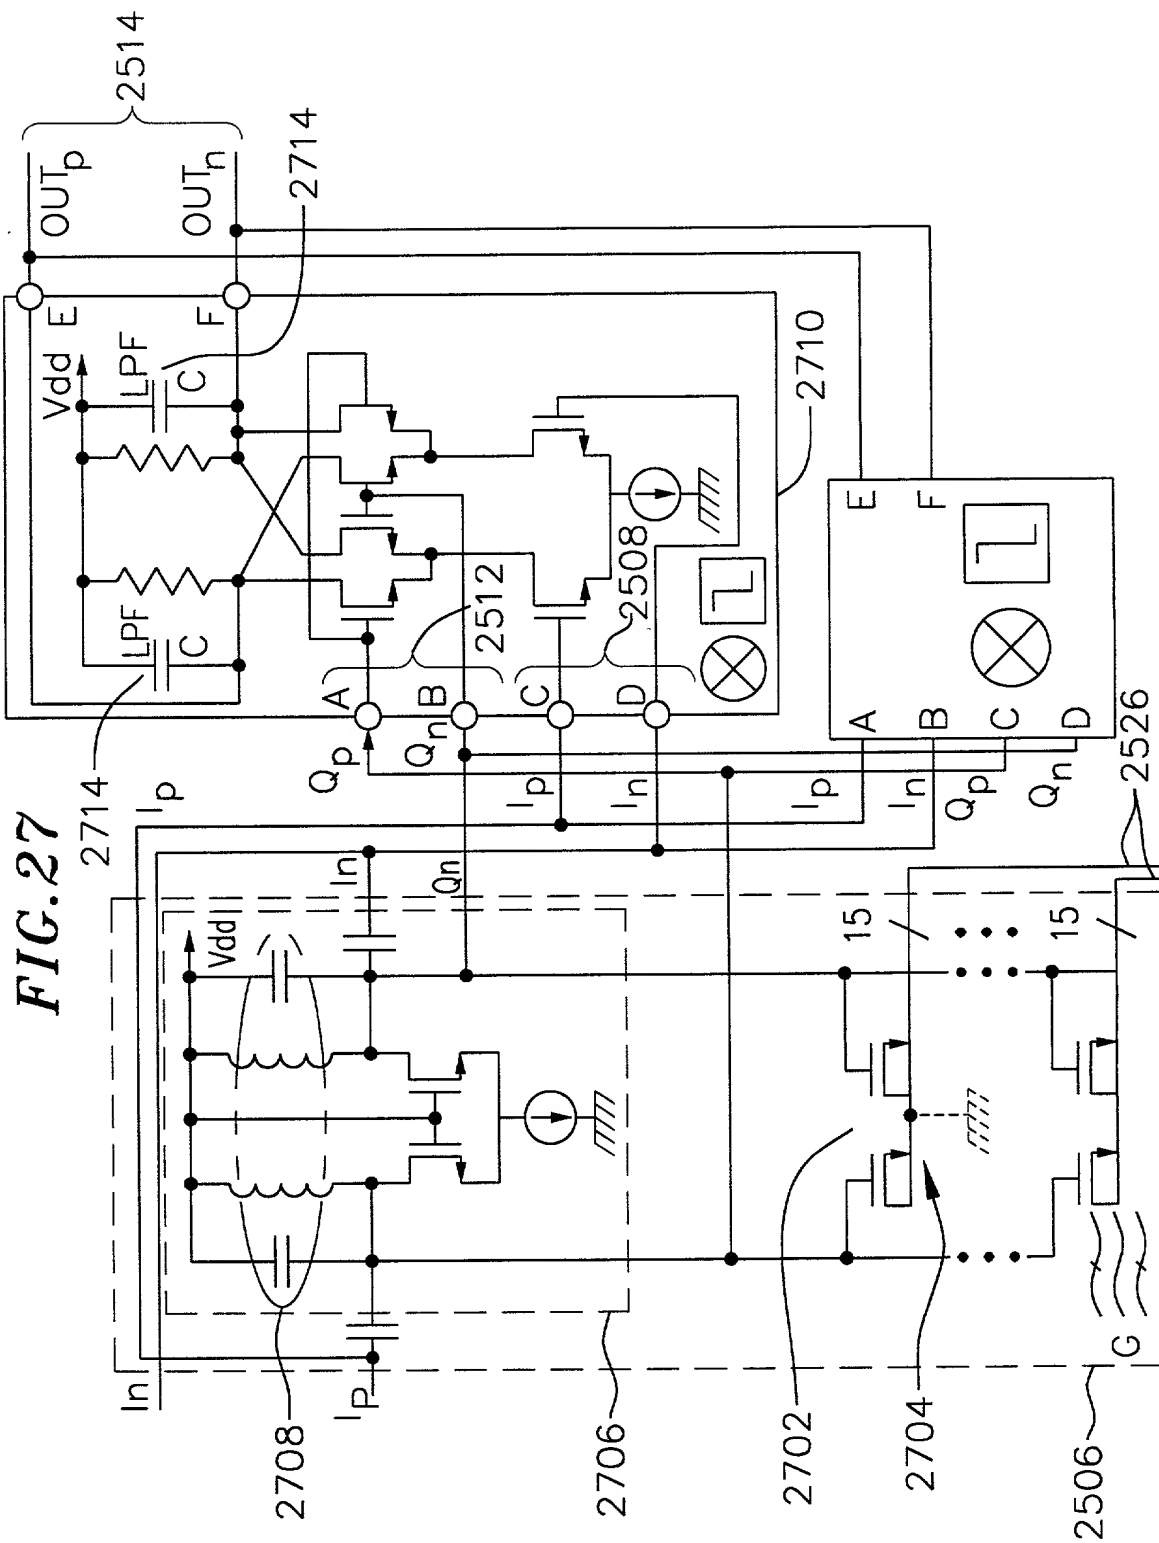 FIG.27
2514
OUTp
OUTn
2714
E
F
Vdd
LPF
C
LPF
C
2714
2710
A
B
C
D
2512
2508
Qp
Qn
Ip
In
Ip
In
Qn
E
F
A
B
C
D
Ip
In
Qp
Qn
2526
Vdd
15
15
In
IP
2708
2706
2702
2704
2506
G